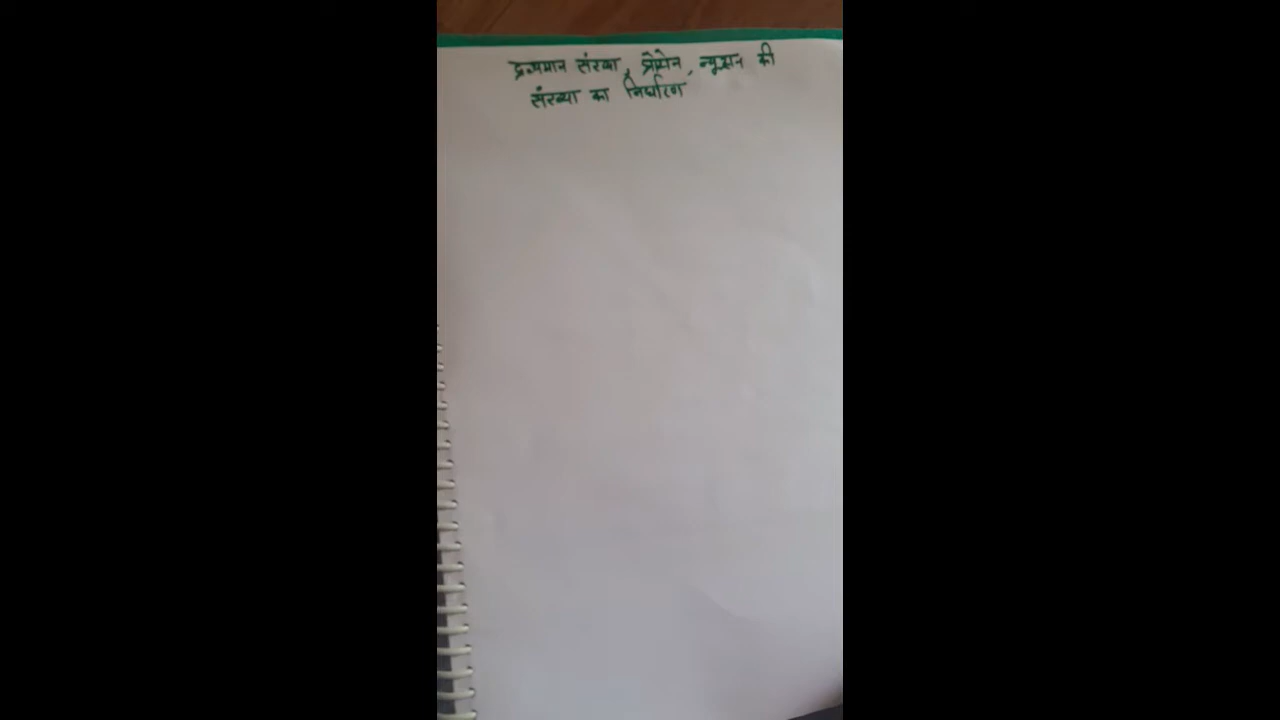 द्रव्यमान संख्या, प्रोटोन, न्यूट्रान की
संख्या का निर्धारण